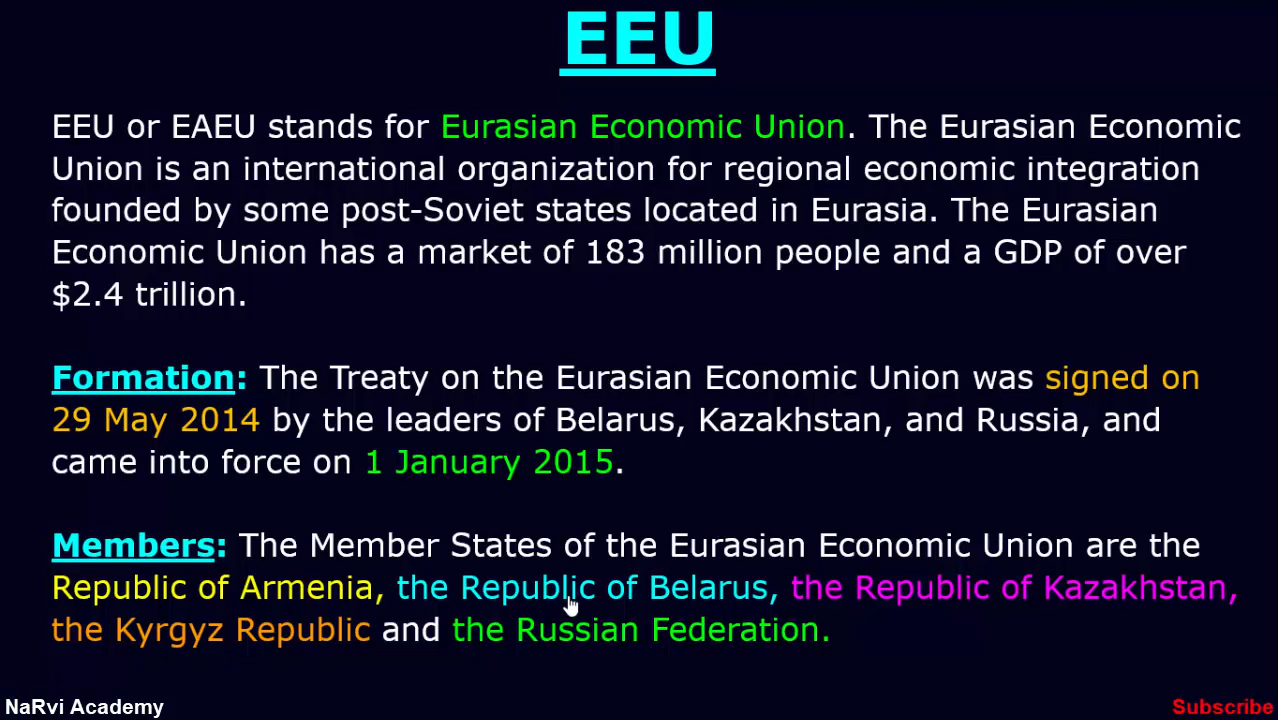 EEU
EEU or EAEU stands for Eurasian Economic Union. The Eurasian Economic
Union is an international organization for regional economic integration
founded by some post-Soviet states located in Eurasia. The Eurasian
Economic Union has a market of 183 million people and a GDP of over
$2.4 trillion.
Formation: The Treaty on the Eurasian Economic Union was signed on
29 May 2014 by the leaders of Belarus, Kazakhstan, and Russia, and
came into force on 1 January 2015.
Members: The Member States of the Eurasian Economic Union are the
Republic of Armenia, the Republic of Belarus, the Republic of Kazakhstan,
the Kyrgyz Republic and the Russian Federation.
NaRvi Academy
Subscribe